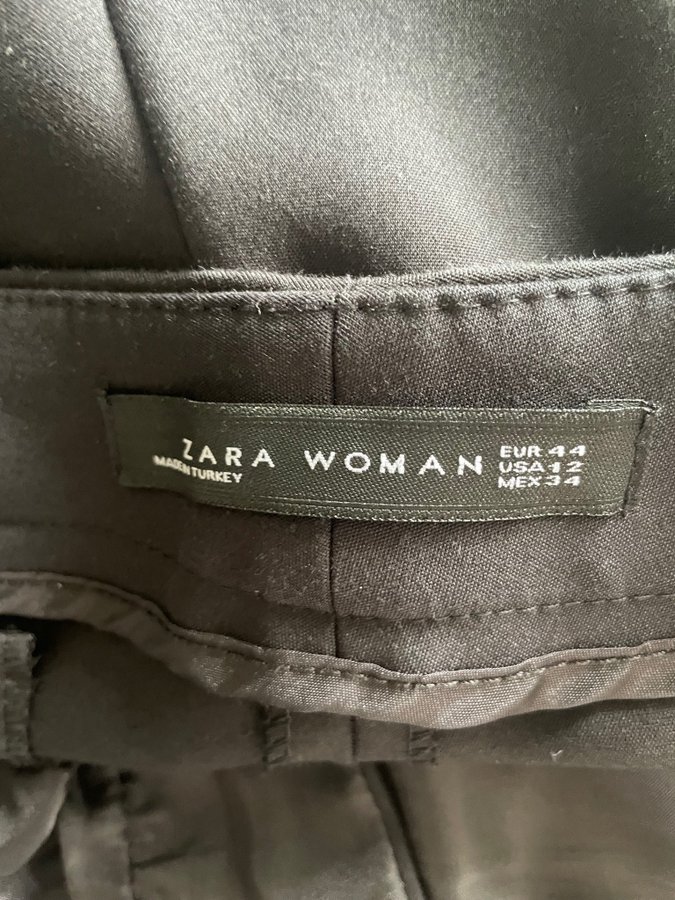 ZARA WOMAN
MADE IN TURKEY
EUR 44
USA 12
MEX 34